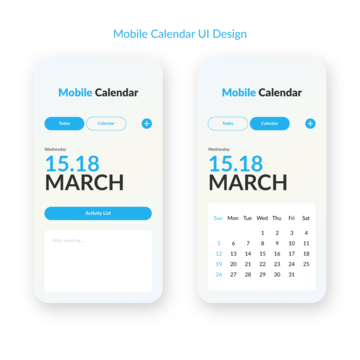 Mobile Calendar UI Design
Mobile Calendar
Today Calendar +
Wednesday
15.18
MARCH
Activity List
Write meeting...
Mobile Calendar
Today Calendar +
Wednesday
15.18
MARCH
Sun Mon Tue Wed Thu Fri Sat
1 2 3 4
5 6 7 8 9 10 11
12 13 14 15 16 17 18
19 20 21 22 23 24 25
26 27 28 29 30 31